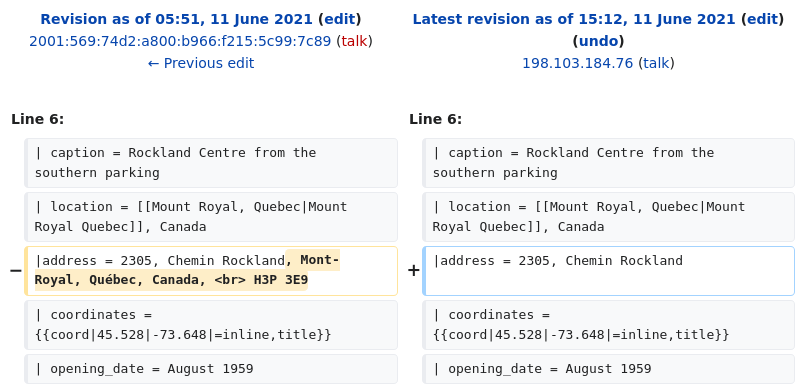 Revision as of 05:51, 11 June 2021 (edit)
2001:569:74d2:a800:b966:f215:5c99:7c89 (talk)
← Previous edit
Latest revision as of 15:12, 11 June 2021 (edit)
(undo)
198.103.184.76 (talk)
Line 6:
Line 6:
| caption = Rockland Centre from the
southern parking
| caption = Rockland Centre from the
southern parking
| location = [[Mount Royal, Quebec|Mount
Royal Quebec]], Canada
| location = [[Mount Royal, Quebec|Mount
Royal Quebec]], Canada
− |address = 2305, Chemin Rockland, Mont-
Royal, Québec, Canada, <br> H3P 3E9
+ |address = 2305, Chemin Rockland
| coordinates =
{{coord|45.528|-73.648|=inline,title}}
| coordinates =
{{coord|45.528|-73.648|=inline,title}}
| opening_date = August 1959
| opening_date = August 1959